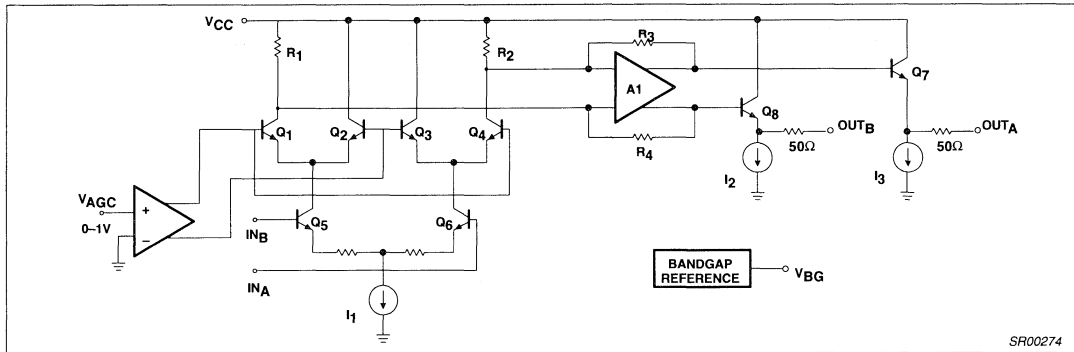 VCC
R1
R2
R3
R4
A1
Q7
Q8
Q1
Q2
Q3
Q4
OUTB
50Ω
OUTA
50Ω
I2
I3
VAGC
0–1V
+
–
Q5
Q6
INB
INA
I1
BANDGAP
REFERENCE
VBG
SR00274